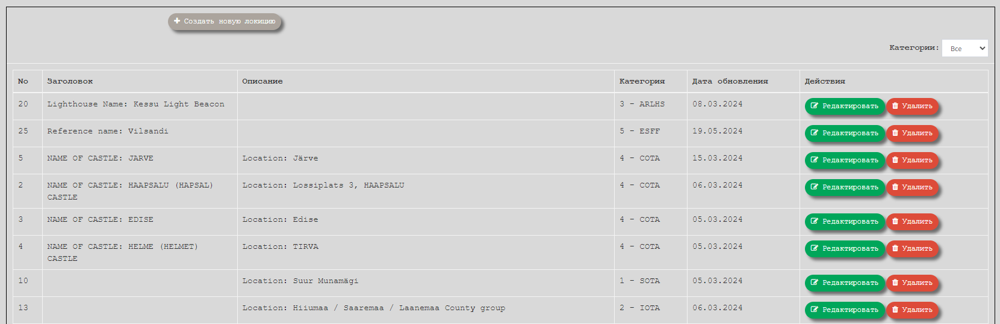 Создать новую локицию
Категории: Все
No Заголовок Описание Категория Дата обновления Действия
20 Lighthouse Name: Kessu Light Beacon 3 - ARLHS 08.03.2024 Редактировать Удалить
25 Reference name: Vilsandi 5 - ESFF 19.05.2024 Редактировать Удалить
5 NAME OF CASTLE: JARVE Location: Järve 4 - COTA 15.03.2024 Редактировать Удалить
2 NAME OF CASTLE: HAAPSALU (HAPSAL) Location: Lossiplats 3, HAAPSALU 4 - COTA 06.03.2024 Редактировать Удалить
CASTLE
3 NAME OF CASTLE: EDISE Location: Edise 4 - COTA 05.03.2024 Редактировать Удалить
4 NAME OF CASTLE: HELME (HELMET) Location: TIRVA 4 - COTA 05.03.2024 Редактировать Удалить
CASTLE
10 Location: Suur Munamägi 1 - SOTA 05.03.2024 Редактировать Удалить
13 Location: Hiiumaa / Saaremaa / Laanemaa County group 2 - IOTA 06.03.2024 Редактировать Удалить